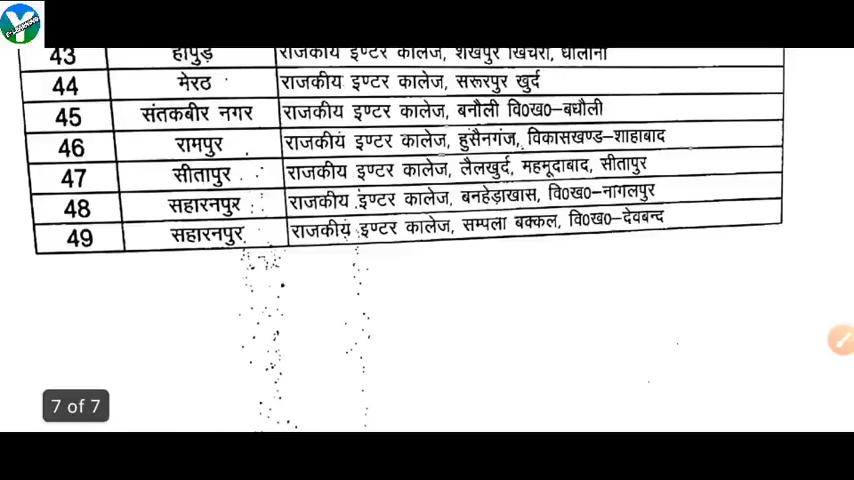 E-LEARNING
43 हापुड़ राजकीय इण्टर कालेज, शेखपुर खिचरा, धौलाना
44 मेरठ राजकीय इण्टर कालेज, सरूरपुर खुर्द
45 संतकबीर नगर राजकीय इण्टर कालेज, बनौली वि0ख0-बधौली
46 रामपुर राजकीय इण्टर कालेज, हुसैनगंज, विकासखण्ड-शाहाबाद
47 सीतापुर राजकीय इण्टर कालेज, लैलखुर्द, महमूदाबाद, सीतापुर
48 सहारनपुर राजकीय इण्टर कालेज, बनहेड़ाखास, वि0ख0-नागलपुर
49 सहारनपुर राजकीय इण्टर कालेज, सम्पला बक्कल, वि0ख0-देवबन्द
7 of 7